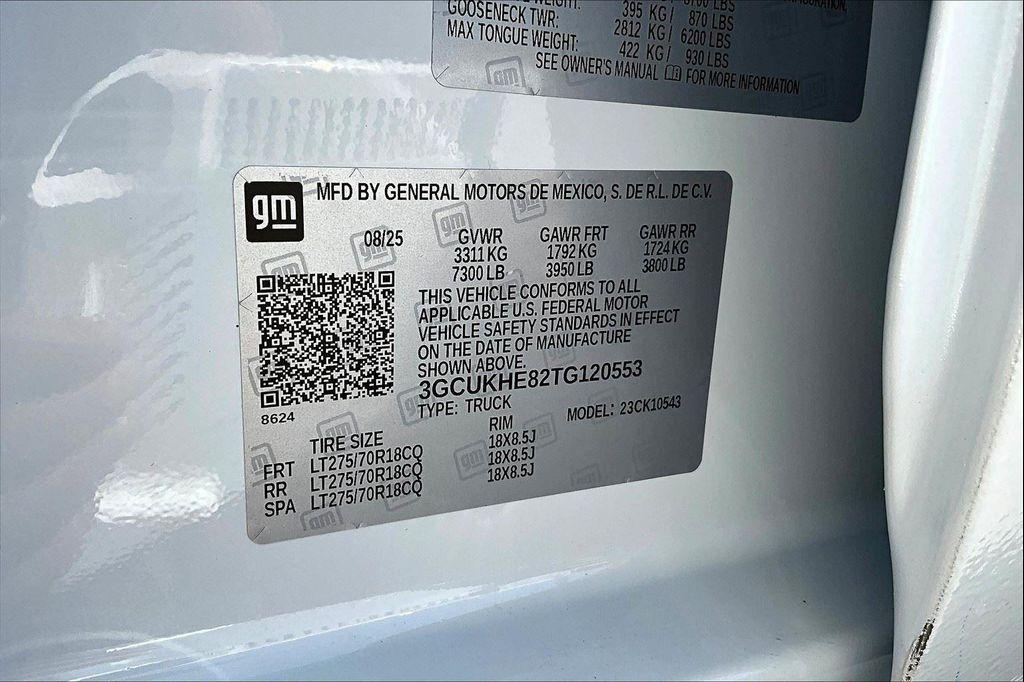 WEIGHT: 395 KG/ 870 LBS
GOOSENECK TWR: 2812 KG/ 6200 LBS
MAX TONGUE WEIGHT: 422 KG/ 930 LBS
SEE OWNER'S MANUAL FOR MORE INFORMATION
gm
MFD BY GENERAL MOTORS DE MEXICO, S. DE R.L. DE C.V.
08/25 GVWR GAWR FRT GAWR RR
3311 KG 1792 KG 1724 KG
7300 LB 3950 LB 3800 LB
THIS VEHICLE CONFORMS TO ALL
APPLICABLE U.S. FEDERAL MOTOR
VEHICLE SAFETY STANDARDS IN EFFECT
ON THE DATE OF MANUFACTURE
SHOWN ABOVE.
3GCUKHE82TG120553
TYPE: TRUCK MODEL: 23CK10543
8624
TIRE SIZE RIM
FRT LT275/70R18CQ 18X8.5J
RR LT275/70R18CQ 18X8.5J
SPA LT275/70R18CQ 18X8.5J